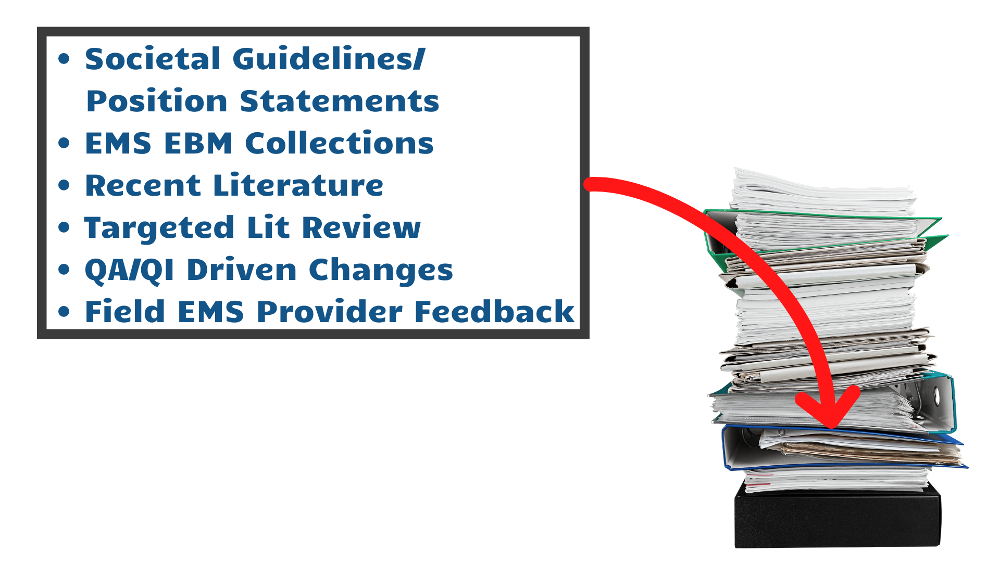 • Societal Guidelines/
Position Statements
• EMS EBM Collections
• Recent Literature
• Targeted Lit Review
• QA/QI Driven Changes
• Field EMS Provider Feedback